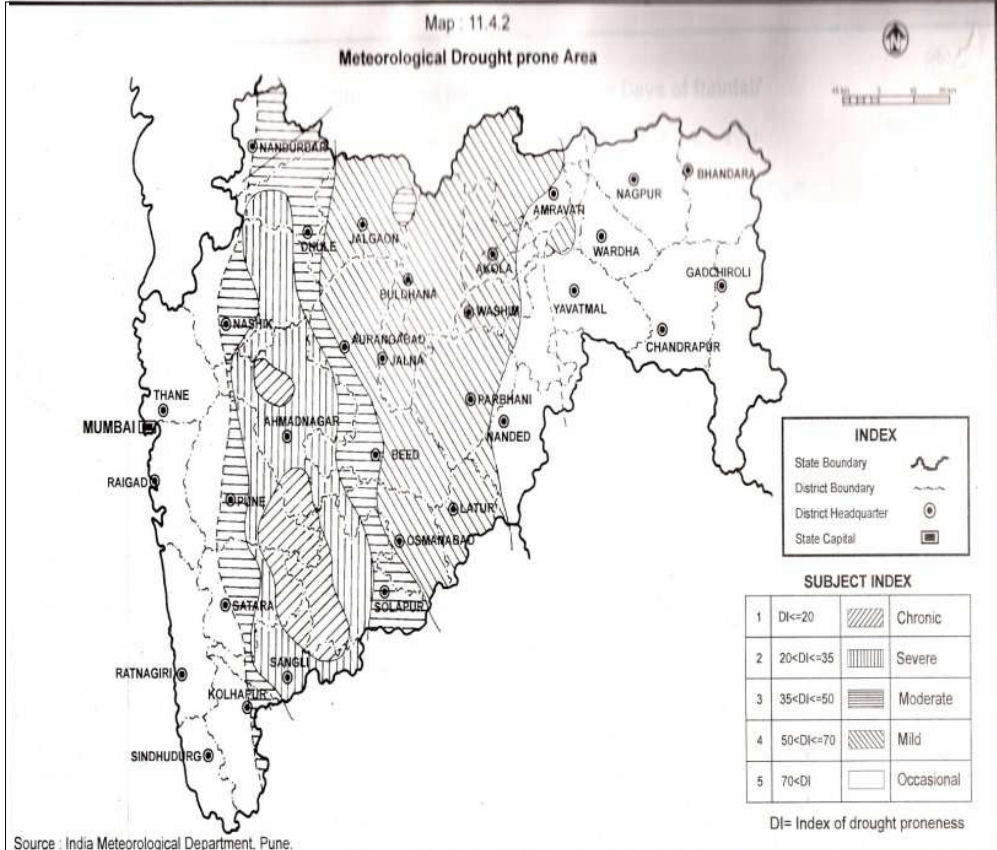 Map : 11.4.2
Meteorological Drought prone Area
Days of Rainfall
NANDURBAR
DHULE
JALGAON
AMRAVATI
NAGPUR
BHANDARA
WARDHA
AKOLA
BULDHANA
GADCHIROLI
YAVATMAL
WASHIM
NASHIK
CHANDRAPUR
AURANGABAD
JALNA
THANE
PARBHANI
MUMBAI
AHMADNAGAR
NANDED
BEED
RAIGAD
PUNE
LATUR
OSMANABAD
SATARA
SOLAPUR
RATNAGIRI
SANGLI
KOLHAPUR
SINDHUDURG
INDEX
State Boundary
District Boundary
District Headquarter
State Capital
SUBJECT INDEX
1 DI<=20 Chronic
2 20<DI<=35 Severe
3 35<DI<=50 Moderate
4 50<DI<=70 Mild
5 70<DI Occasional
DI= Index of drought proneness
Source : India Meteorological Department, Pune.